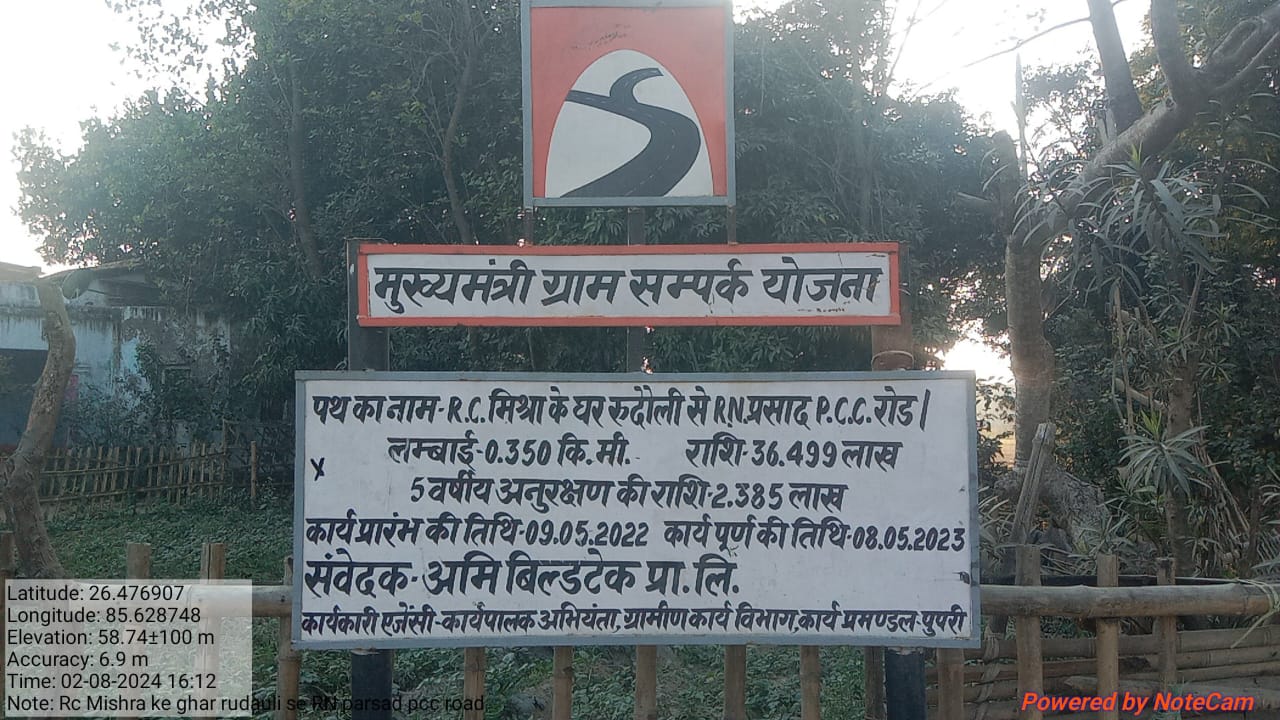 मुख्यमंत्री ग्राम सम्पर्क योजना
पथ का नाम- R.C. मिश्रा के घर रुदौली से R.N. प्रसाद P.C.C. रोड।
लम्बाई-0.350 कि.मी. राशि-36.499 लाख
5 वर्षीय अनुरक्षण की राशि-2.385 लाख
कार्य प्रारंभ की तिथि-09.05.2022 कार्य पूर्ण की तिथि-08.05.2023
संवेदक- अमि बिल्डटेक प्रा. लि.
कार्यकारी एजेंसी-कार्यपालक अभियंता, ग्रामीण कार्य विभाग, कार्य प्रमण्डल-पुपरी
Latitude: 26.476907
Longitude: 85.628748
Elevation: 58.74±100 m
Accuracy: 6.9 m
Time: 02-08-2024 16:12
Note: Rc Mishra ke ghar rudauli se RN parsad pcc road
Powered by NoteCam